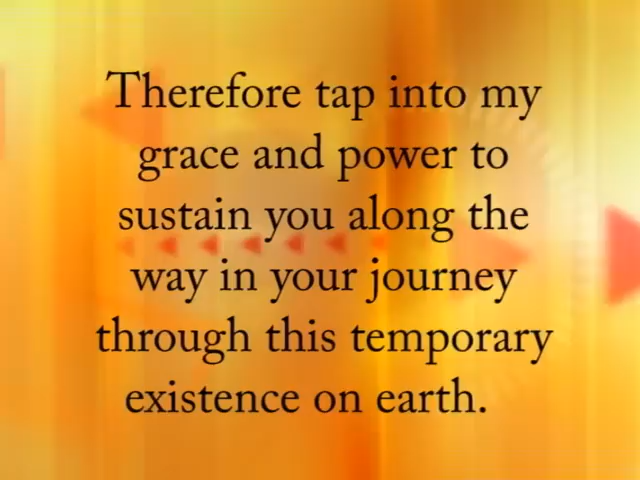 Therefore tap into my
grace and power to
sustain you along the
way in your journey
through this temporary
existence on earth.